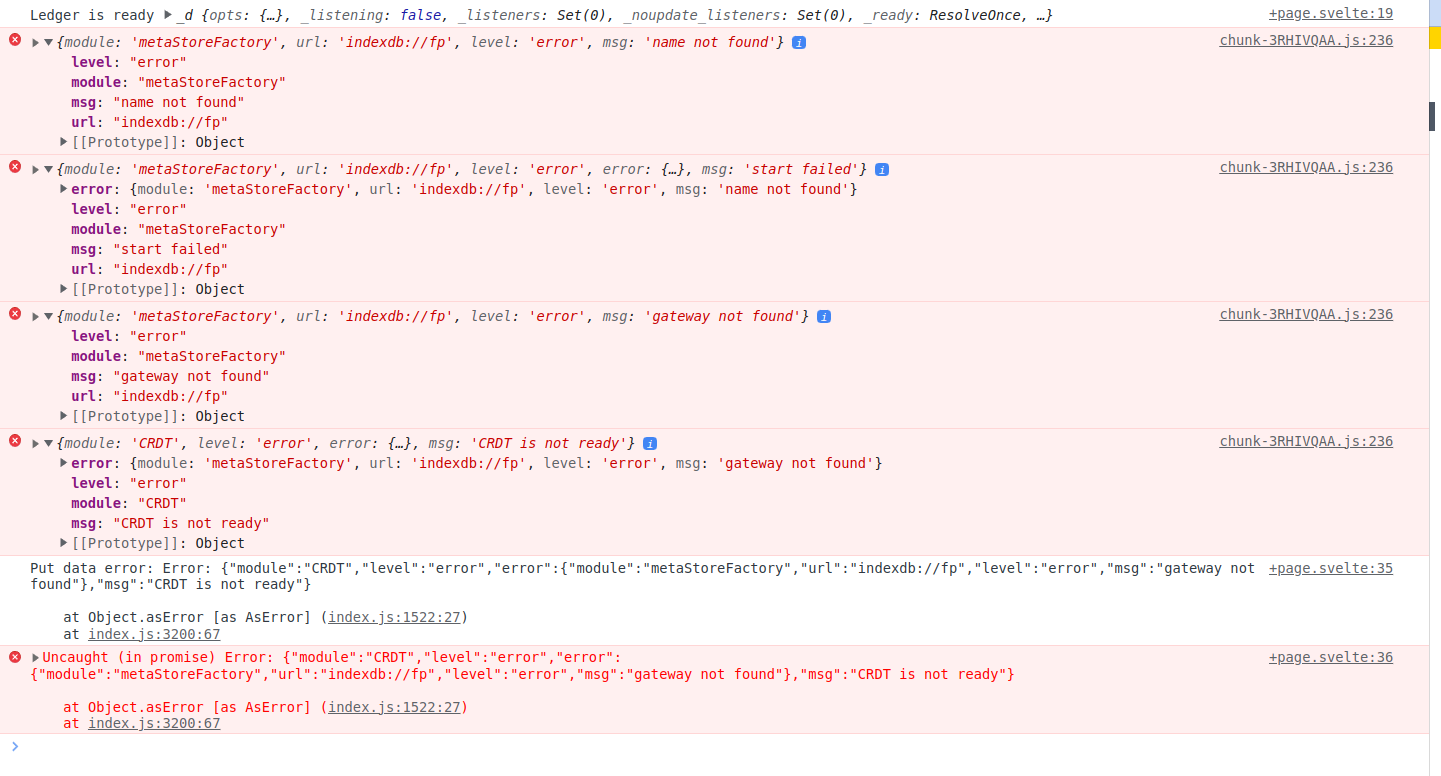 Ledger is ready ▶ _d {opts: {…}, _listening: false, _listeners: Set(0), _noupdate_listeners: Set(0), _ready: ResolveOnce, …} +page.svelte:19
▶ ▼ {module: 'metaStoreFactory', url: 'indexdb://fp', level: 'error', msg: 'name not found'} i chunk-3RHIVQAA.js:236
level: "error"
module: "metaStoreFactory"
msg: "name not found"
url: "indexdb://fp"
▶ [[Prototype]]: Object
▶ ▼ {module: 'metaStoreFactory', url: 'indexdb://fp', level: 'error', error: {…}, msg: 'start failed'} i chunk-3RHIVQAA.js:236
▶ error: {module: 'metaStoreFactory', url: 'indexdb://fp', level: 'error', msg: 'name not found'}
level: "error"
module: "metaStoreFactory"
msg: "start failed"
url: "indexdb://fp"
▶ [[Prototype]]: Object
▶ ▼ {module: 'metaStoreFactory', url: 'indexdb://fp', level: 'error', msg: 'gateway not found'} i chunk-3RHIVQAA.js:236
level: "error"
module: "metaStoreFactory"
msg: "gateway not found"
url: "indexdb://fp"
▶ [[Prototype]]: Object
▶ ▼ {module: 'CRDT', level: 'error', error: {…}, msg: 'CRDT is not ready'} i chunk-3RHIVQAA.js:236
▶ error: {module: 'metaStoreFactory', url: 'indexdb://fp', level: 'error', msg: 'gateway not found'}
level: "error"
module: "CRDT"
msg: "CRDT is not ready"
▶ [[Prototype]]: Object
Put data error: Error: {"module":"CRDT","level":"error","error":{"module":"metaStoreFactory","url":"indexdb://fp","level":"error","msg":"gateway not +page.svelte:35
found"},"msg":"CRDT is not ready"}
at Object.asError [as AsError] (index.js:1522:27)
at index.js:3200:67
▶ Uncaught (in promise) Error: {"module":"CRDT","level":"error","error": +page.svelte:36
{"module":"metaStoreFactory","url":"indexdb://fp","level":"error","msg":"gateway not found"},"msg":"CRDT is not ready"}
at Object.asError [as AsError] (index.js:1522:27)
at index.js:3200:67